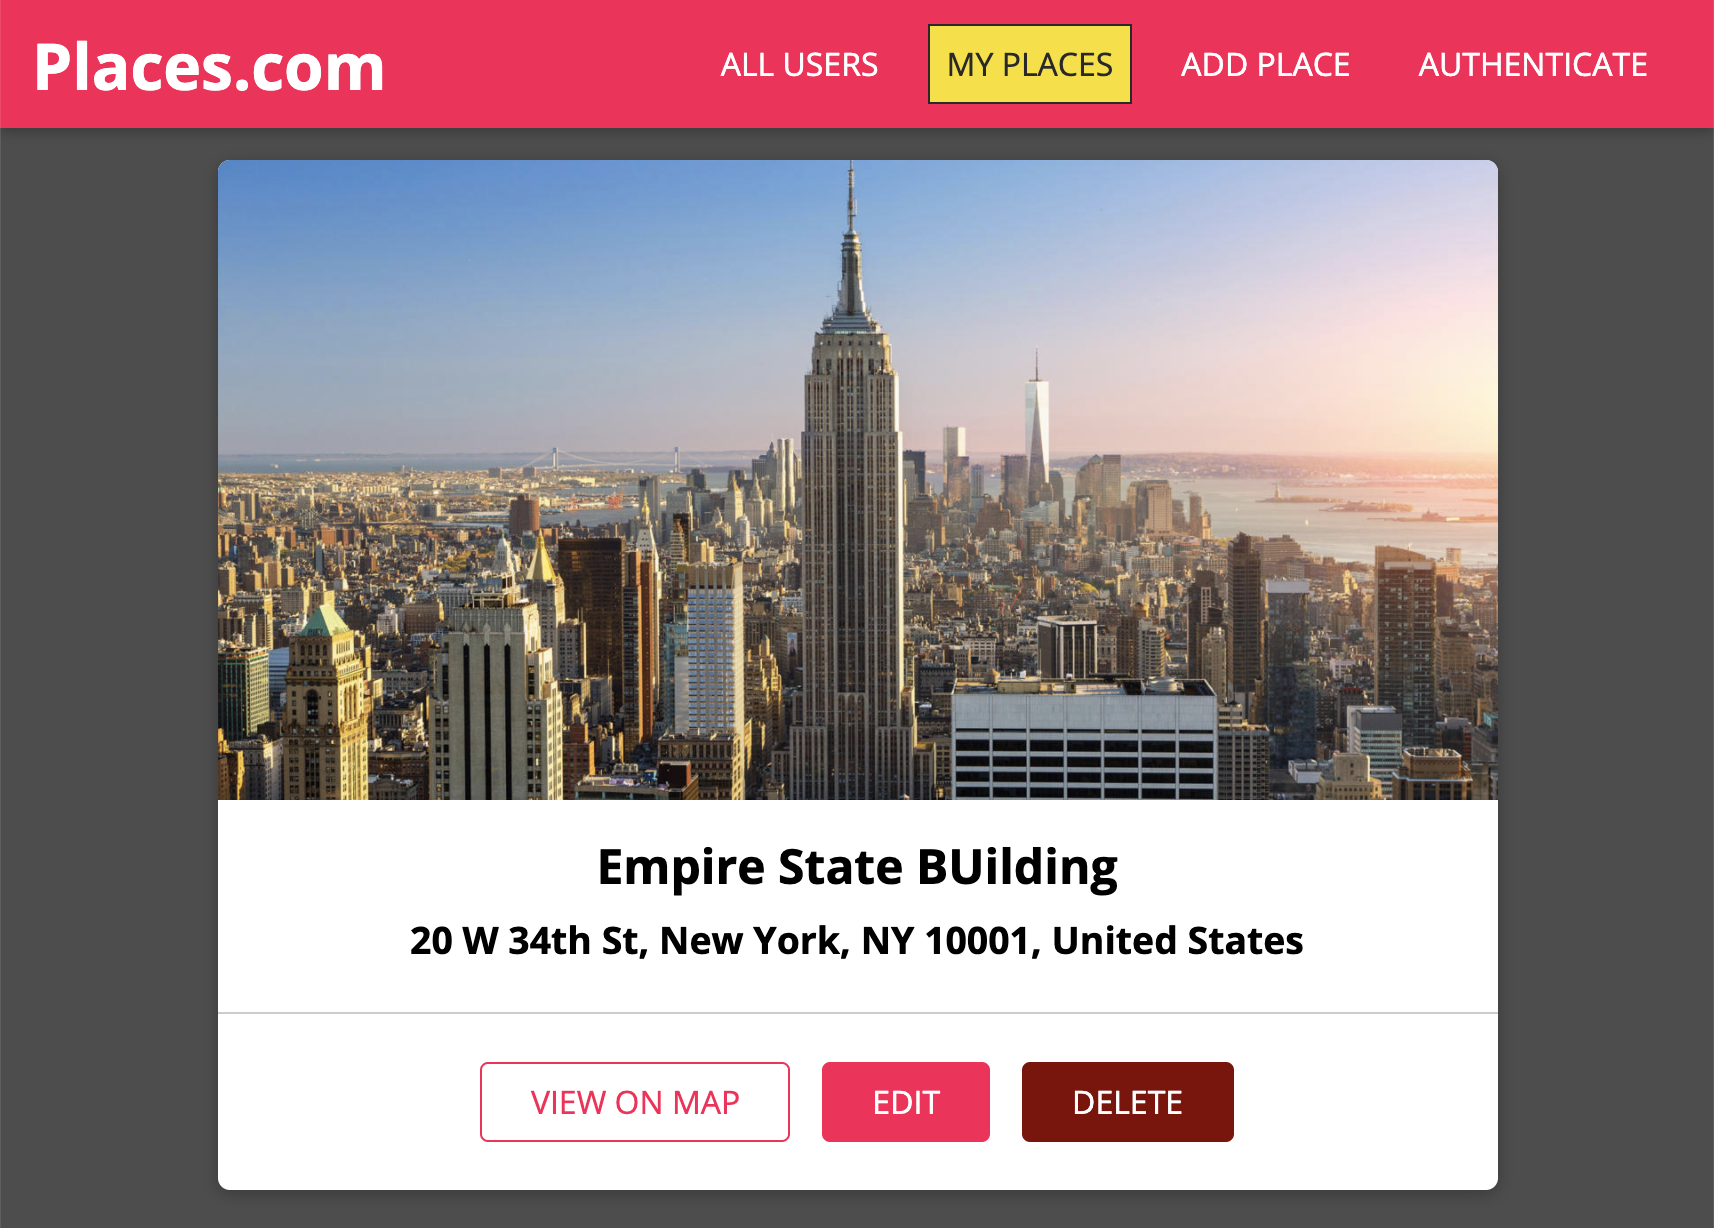 Places.com
ALL USERS
MY PLACES
ADD PLACE
AUTHENTICATE
Empire State BUilding
20 W 34th St, New York, NY 10001, United States
VIEW ON MAP
EDIT
DELETE